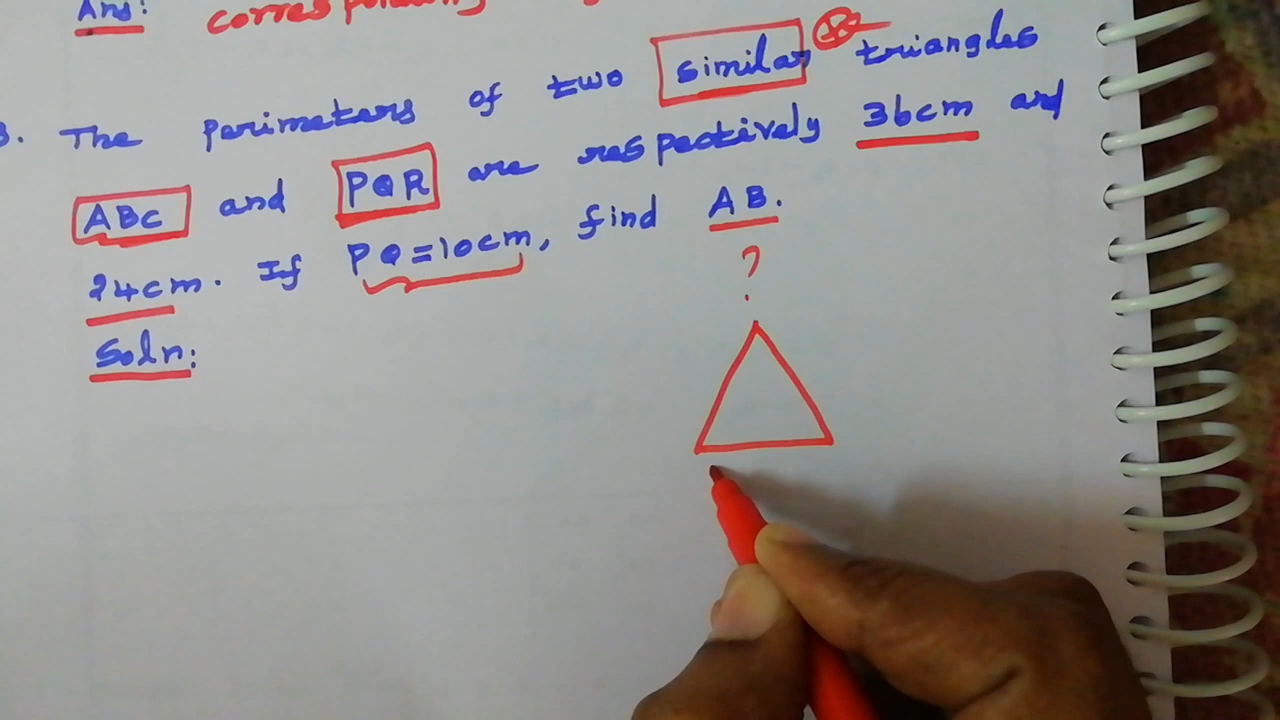 Ans:
3. The perimeters of two similar triangles
ABC and PQR are respectively 36cm and
24cm. If PQ=10cm, find AB.
?
Soln: